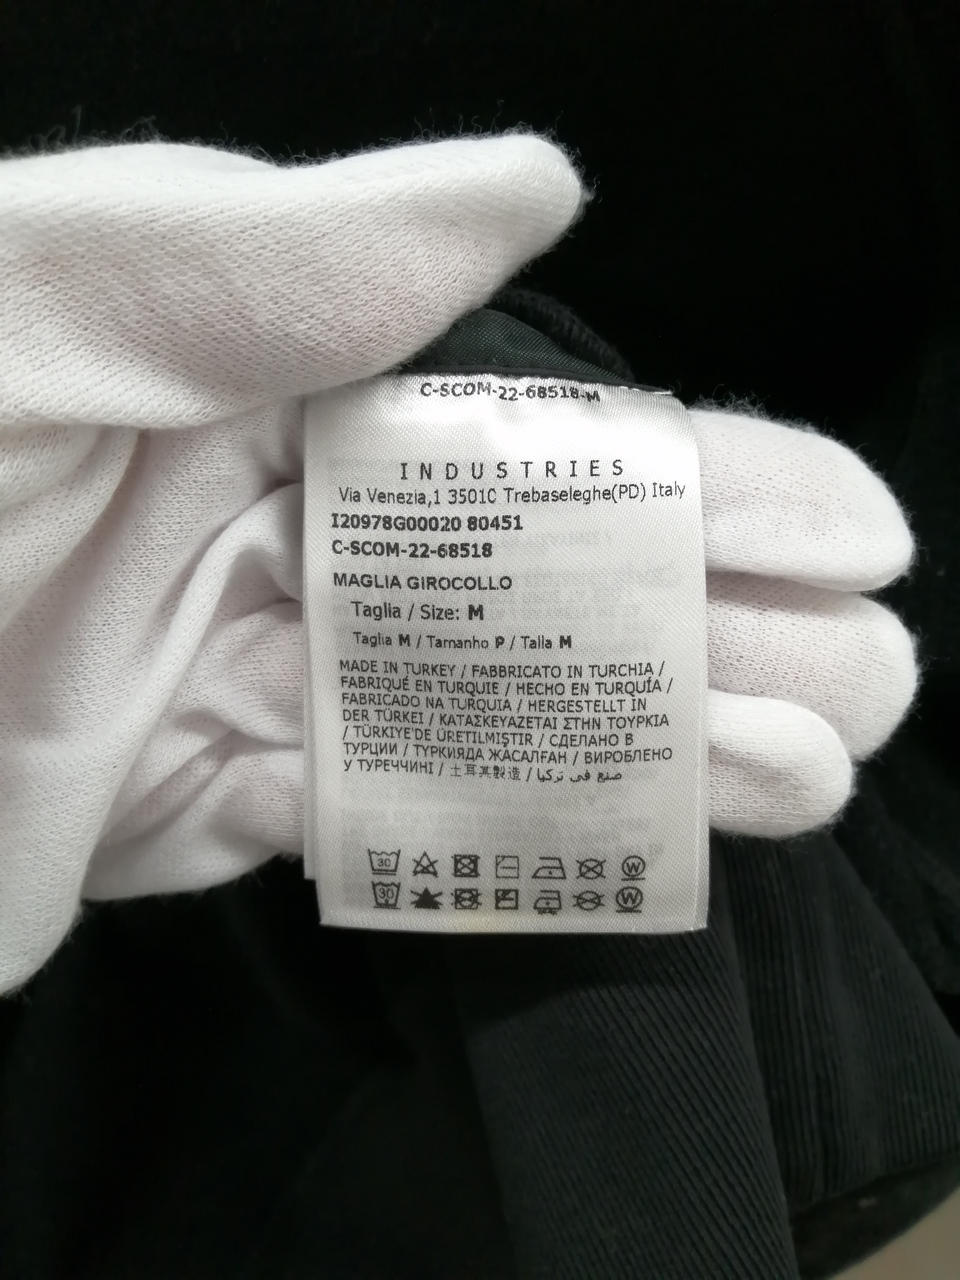 C-SCOM-22-68518-M
INDUSTRIES
Via Venezia,1 35010 Trebaseleghe(PD) Italy
I20978G00020 80451
C-SCOM-22-68518
MAGLIA GIROCOLLO
Taglia / Size: M
Taglia M / Tamanho P / Talla M
MADE IN TURKEY / FABBRICATO IN TURCHIA /
FABRIQUÉ EN TURQUIE / HECHO EN TURQUÍA /
FABRICADO NA TURQUIA / HERGESTELLT IN
DER TÜRKEI / ΚΑΤΑΣΚΕΥΑΖΕΤΑΙ ΣΤΗΝ ΤΟΥΡΚΙΑ
/ TÜRKİYE'DE ÜRETİLMİŞTİR / СДЕЛАНО В
ТУРЦИИ / ТҮРКИЯДА ЖАСАЛҒАН / ВИРОБЛЕНО
У ТУРЕЧЧИНІ / 土耳其製造 / صنع في تركيا
30 W
30 W